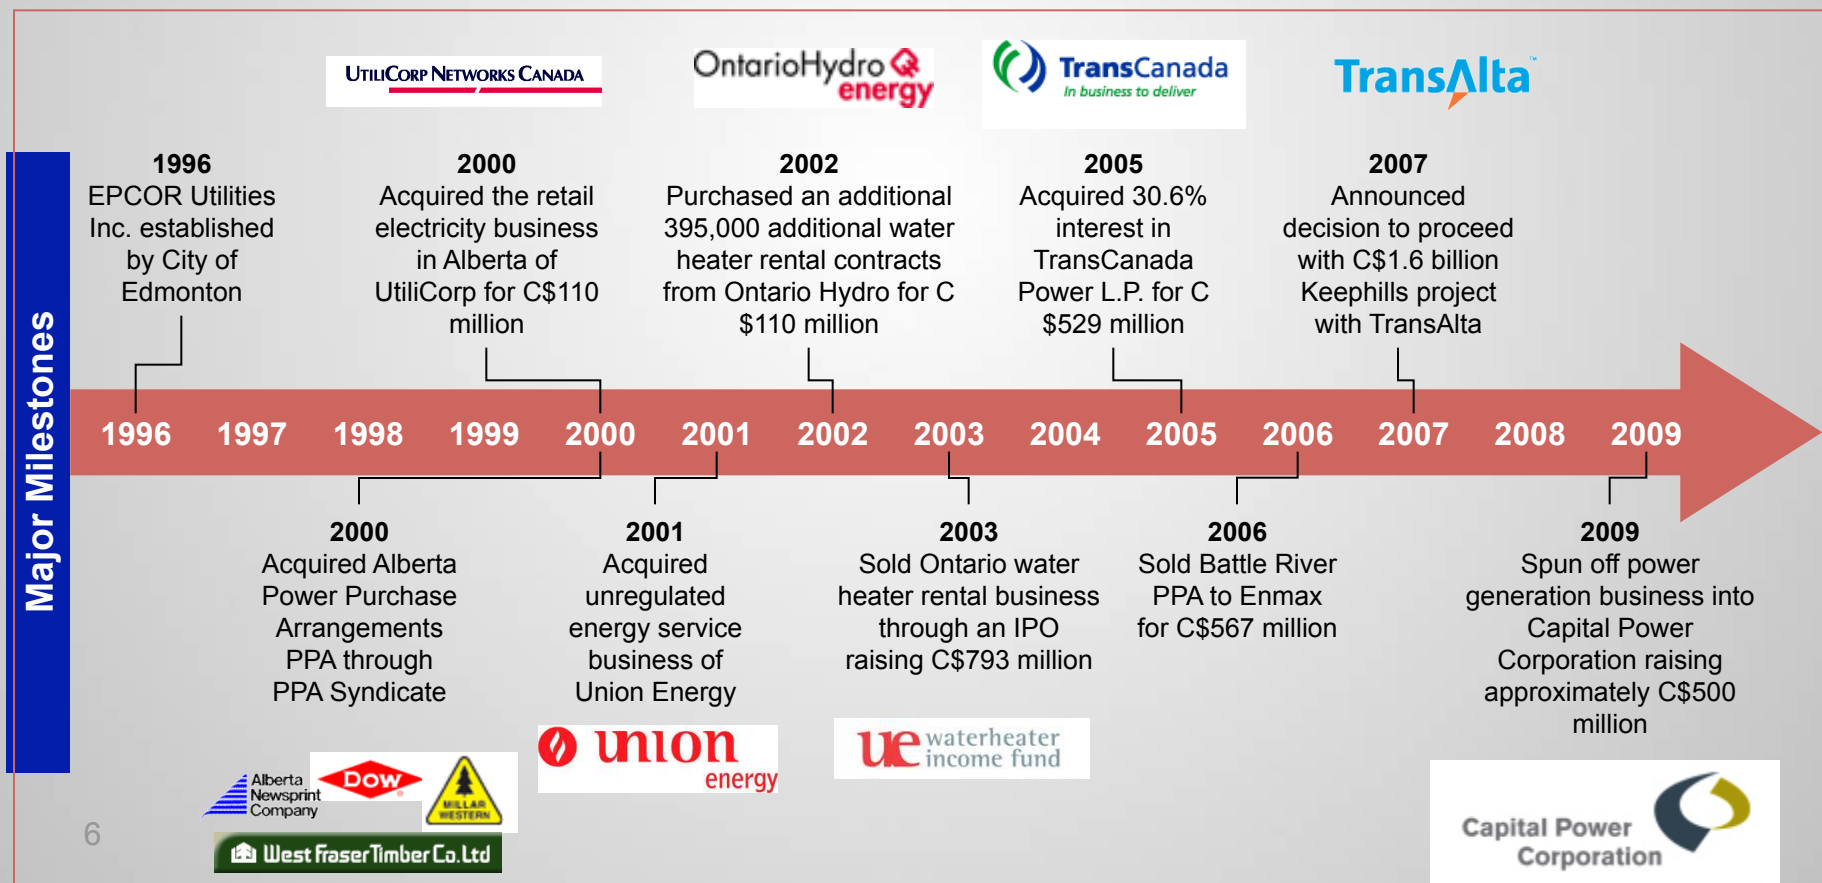 UTILICORP NETWORKS CANADA
OntarioHydro
energy
TransCanada
In business to deliver
TransAlta™
Major Milestones
1996
EPCOR Utilities
Inc. established
by City of
Edmonton
2000
Acquired the retail
electricity business
in Alberta of
UtiliCorp for C$110
million
2002
Purchased an additional
395,000 additional water
heater rental contracts
from Ontario Hydro for C
$110 million
2005
Acquired 30.6%
interest in
TransCanada
Power L.P. for C
$529 million
2007
Announced
decision to proceed
with C$1.6 billion
Keephills project
with TransAlta
1996 1997 1998 1999 2000 2001 2002 2003 2004 2005 2006 2007 2008 2009
2000
Acquired Alberta
Power Purchase
Arrangements
PPA through
PPA Syndicate
2001
Acquired
unregulated
energy service
business of
Union Energy
2003
Sold Ontario water
heater rental business
through an IPO
raising C$793 million
2006
Sold Battle River
PPA to Enmax
for C$567 million
2009
Spun off power
generation business into
Capital Power
Corporation raising
approximately C$500
million
Alberta
Newsprint
Company
DOW
MILLAR
WESTERN
West Fraser Timber Co. Ltd
union
energy
ue waterheater
income fund
Capital Power
Corporation
6